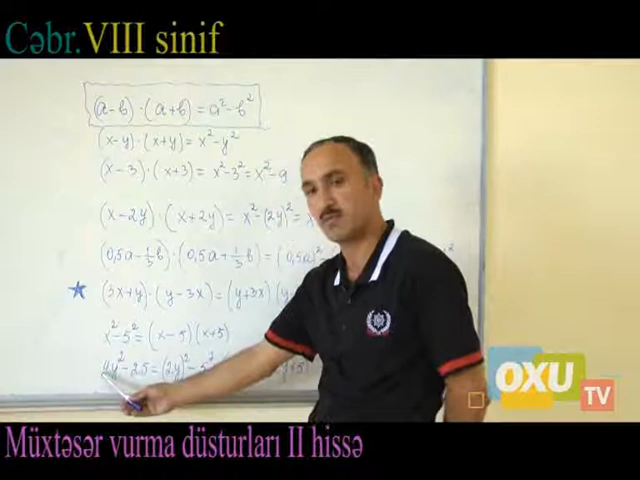 Cəbr.VIII sinif
(a-b)·(a+b)=a²-b²
(x-y)·(x+y)=x²-y²
(x-3)·(x+3)=x²-3²=x²-9
(x-2y)·(x+2y)=x²-(2y)²=x
(0,5a-1/3b)·(0,5a+1/3b)=(0,5a)²
(3x+y)·(y-3x)=(y+3x)(y-
x²-5²=(x-5)(x+5)
4y²-25=(2y)²-5² +5)
OXU
TV
Müxtəsər vurma düsturları II hissə